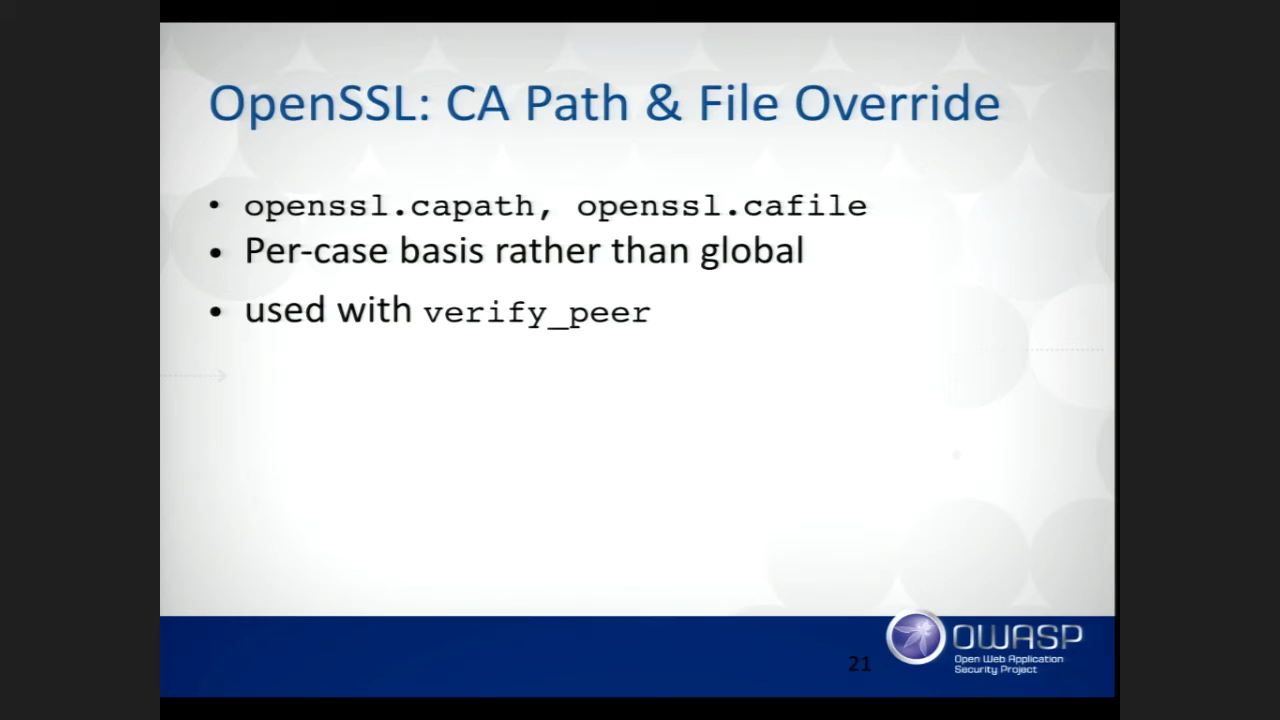 OpenSSL: CA Path & File Override
• openssl.capath, openssl.cafile
• Per-case basis rather than global
• used with verify_peer
21
OWASP
Open Web Application
Security Project